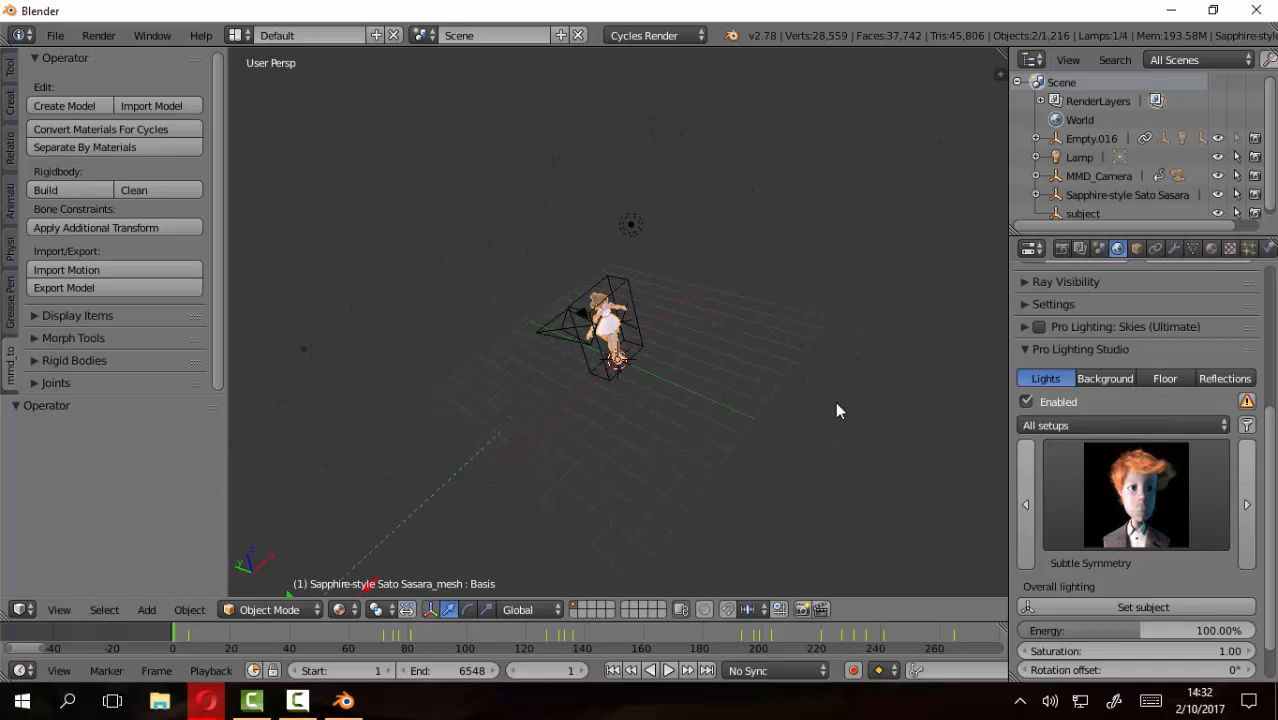 Blender
File Render Window Help Default Scene Cycles Render v2.78 | Verts:28,559 | Faces:37,742 | Tris:45,806 | Objects:2/1,216 | Lamps:1/4 | Mem:193.58M | Sapphire-style
Operator
Edit:
Create Model Import Model
Convert Materials For Cycles
Separate By Materials
Rigidbody:
Build Clean
Bone Constraints:
Apply Additional Transform
Import/Export:
Import Motion
Export Model
Display Items
Morph Tools
Rigid Bodies
Joints
Operator
Tool
Creat
Relatio
Animati
Physi
Grease Pen
mmd_to
User Persp
(1) Sapphire-style Sato Sasara_mesh : Basis
View Search All Scenes
Scene
RenderLayers
World
Empty.016
Lamp
MMD_Camera
Sapphire-style Sato Sasara
subject
Ray Visibility
Settings
Pro Lighting: Skies (Ultimate)
Pro Lighting Studio
Lights Background Floor Reflections
Enabled
All setups
Subtle Symmetry
Overall lighting
Set subject
Energy: 100.00%
Saturation: 1.00
Rotation offset: 0°
View Select Add Object Object Mode Global
-40 -20 0 20 40 60 80 100 120 140 160 180 200 220 240 260
View Marker Frame Playback Start: 1 End: 6548 1 No Sync
14:32
2/10/2017